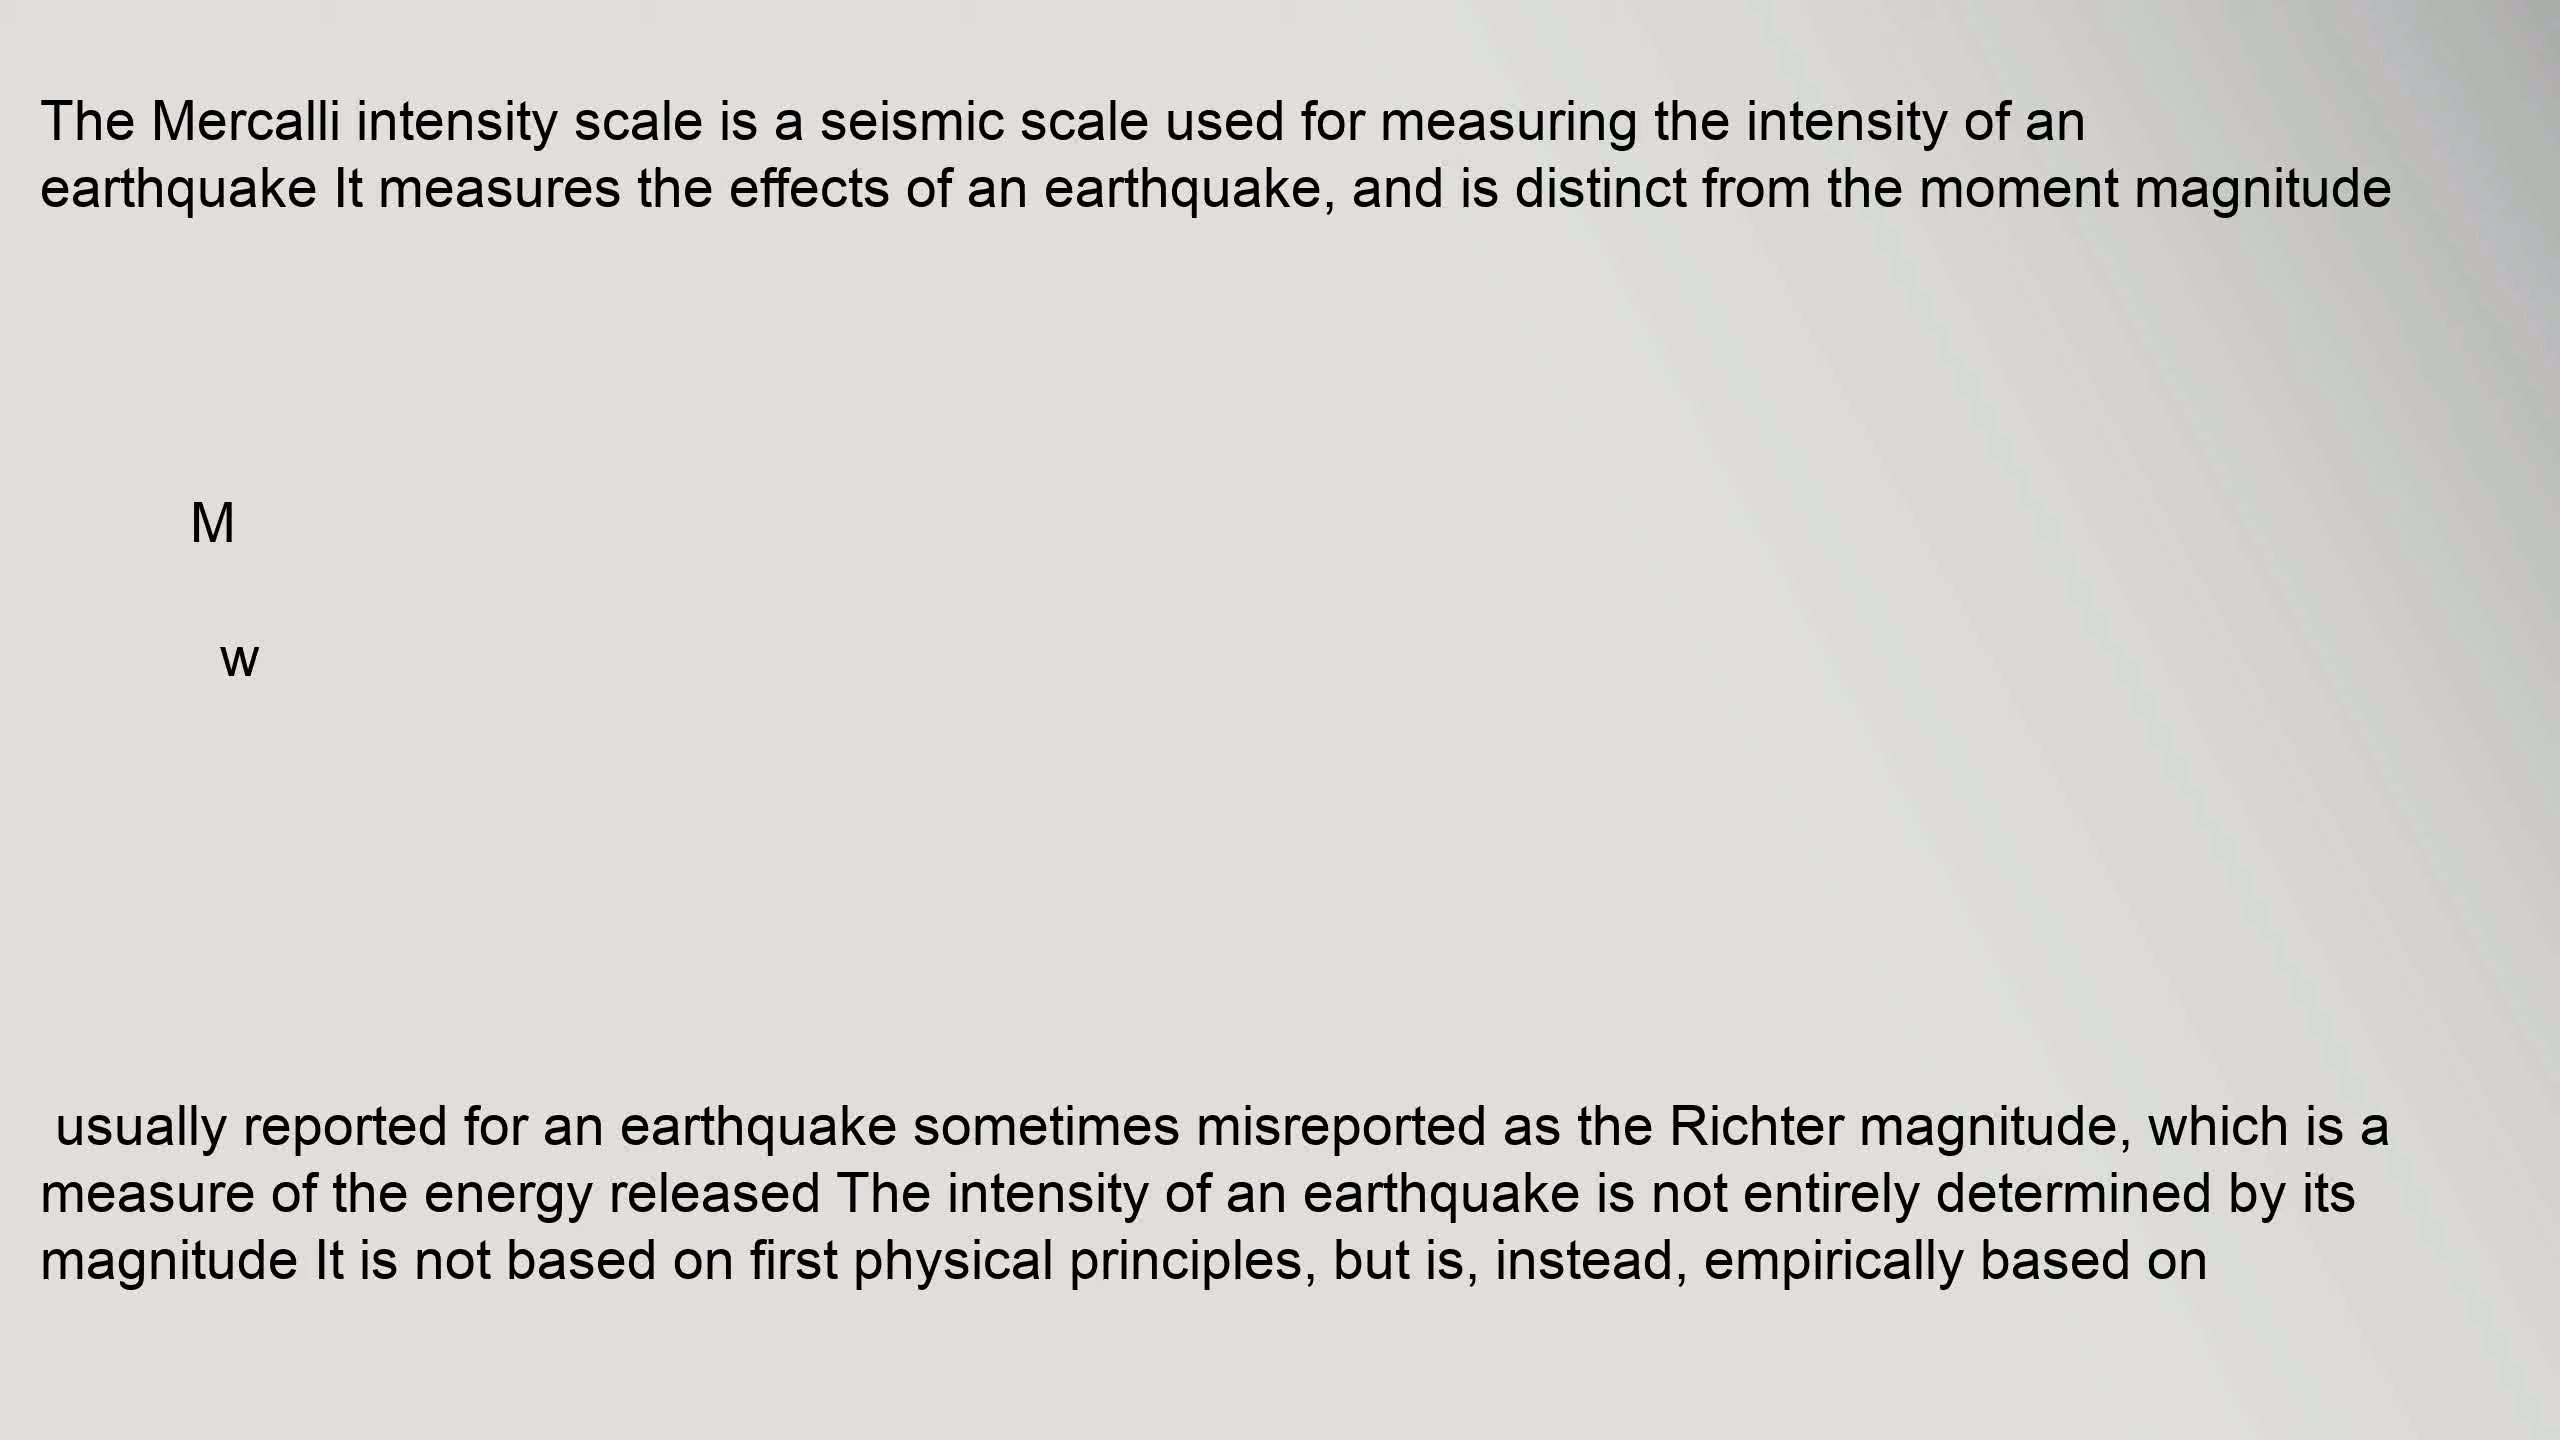 The Mercalli intensity scale is a seismic scale used for measuring the intensity of an
earthquake It measures the effects of an earthquake, and is distinct from the moment magnitude
M
w
usually reported for an earthquake sometimes misreported as the Richter magnitude, which is a
measure of the energy released The intensity of an earthquake is not entirely determined by its
magnitude It is not based on first physical principles, but is, instead, empirically based on